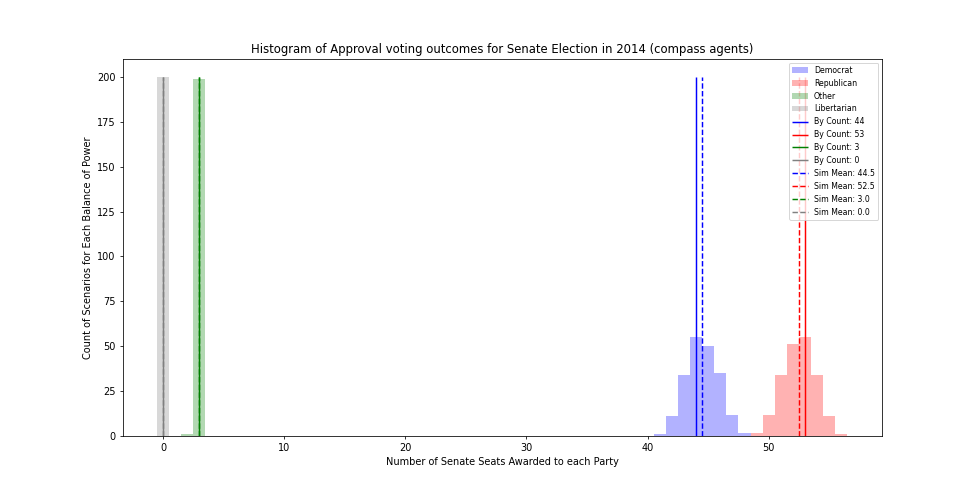 Histogram of Approval voting outcomes for Senate Election in 2014 (compass agents)
Democrat
Republican
Other
Libertarian
By Count: 44
By Count: 53
By Count: 3
By Count: 0
Sim Mean: 44.5
Sim Mean: 52.5
Sim Mean: 3.0
Sim Mean: 0.0
200
175
150
125
100
75
50
25
0
Count of Scenarios for Each Balance of Power
0 10 20 30 40 50
Number of Senate Seats Awarded to each Party